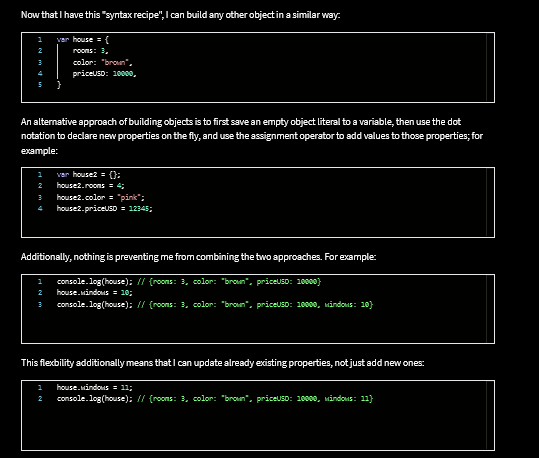 Now that I have this "syntax recipe", I can build any other object in a similar way:
1 var house = {
2 rooms: 3,
3 color: "brown",
4 priceUSD: 10000,
5 }
An alternative approach of building objects is to first save an empty object literal to a variable, then use the dot
notation to declare new properties on the fly, and use the assignment operator to add values to those properties; for
example:
1 var house2 = {};
2 house2.rooms = 4;
3 house2.color = "pink";
4 house2.priceUSD = 12345;
Additionally, nothing is preventing me from combining the two approaches. For example:
1 console.log(house); // {rooms: 3, color: "brown", priceUSD: 10000}
2 house.windows = 10;
3 console.log(house); // {rooms: 3, color: "brown", priceUSD: 10000, windows: 10}
This flexbility additionally means that I can update already existing properties, not just add new ones:
1 house.windows = 11;
2 console.log(house); // {rooms: 3, color: "brown", priceUSD: 10000, windows: 11}